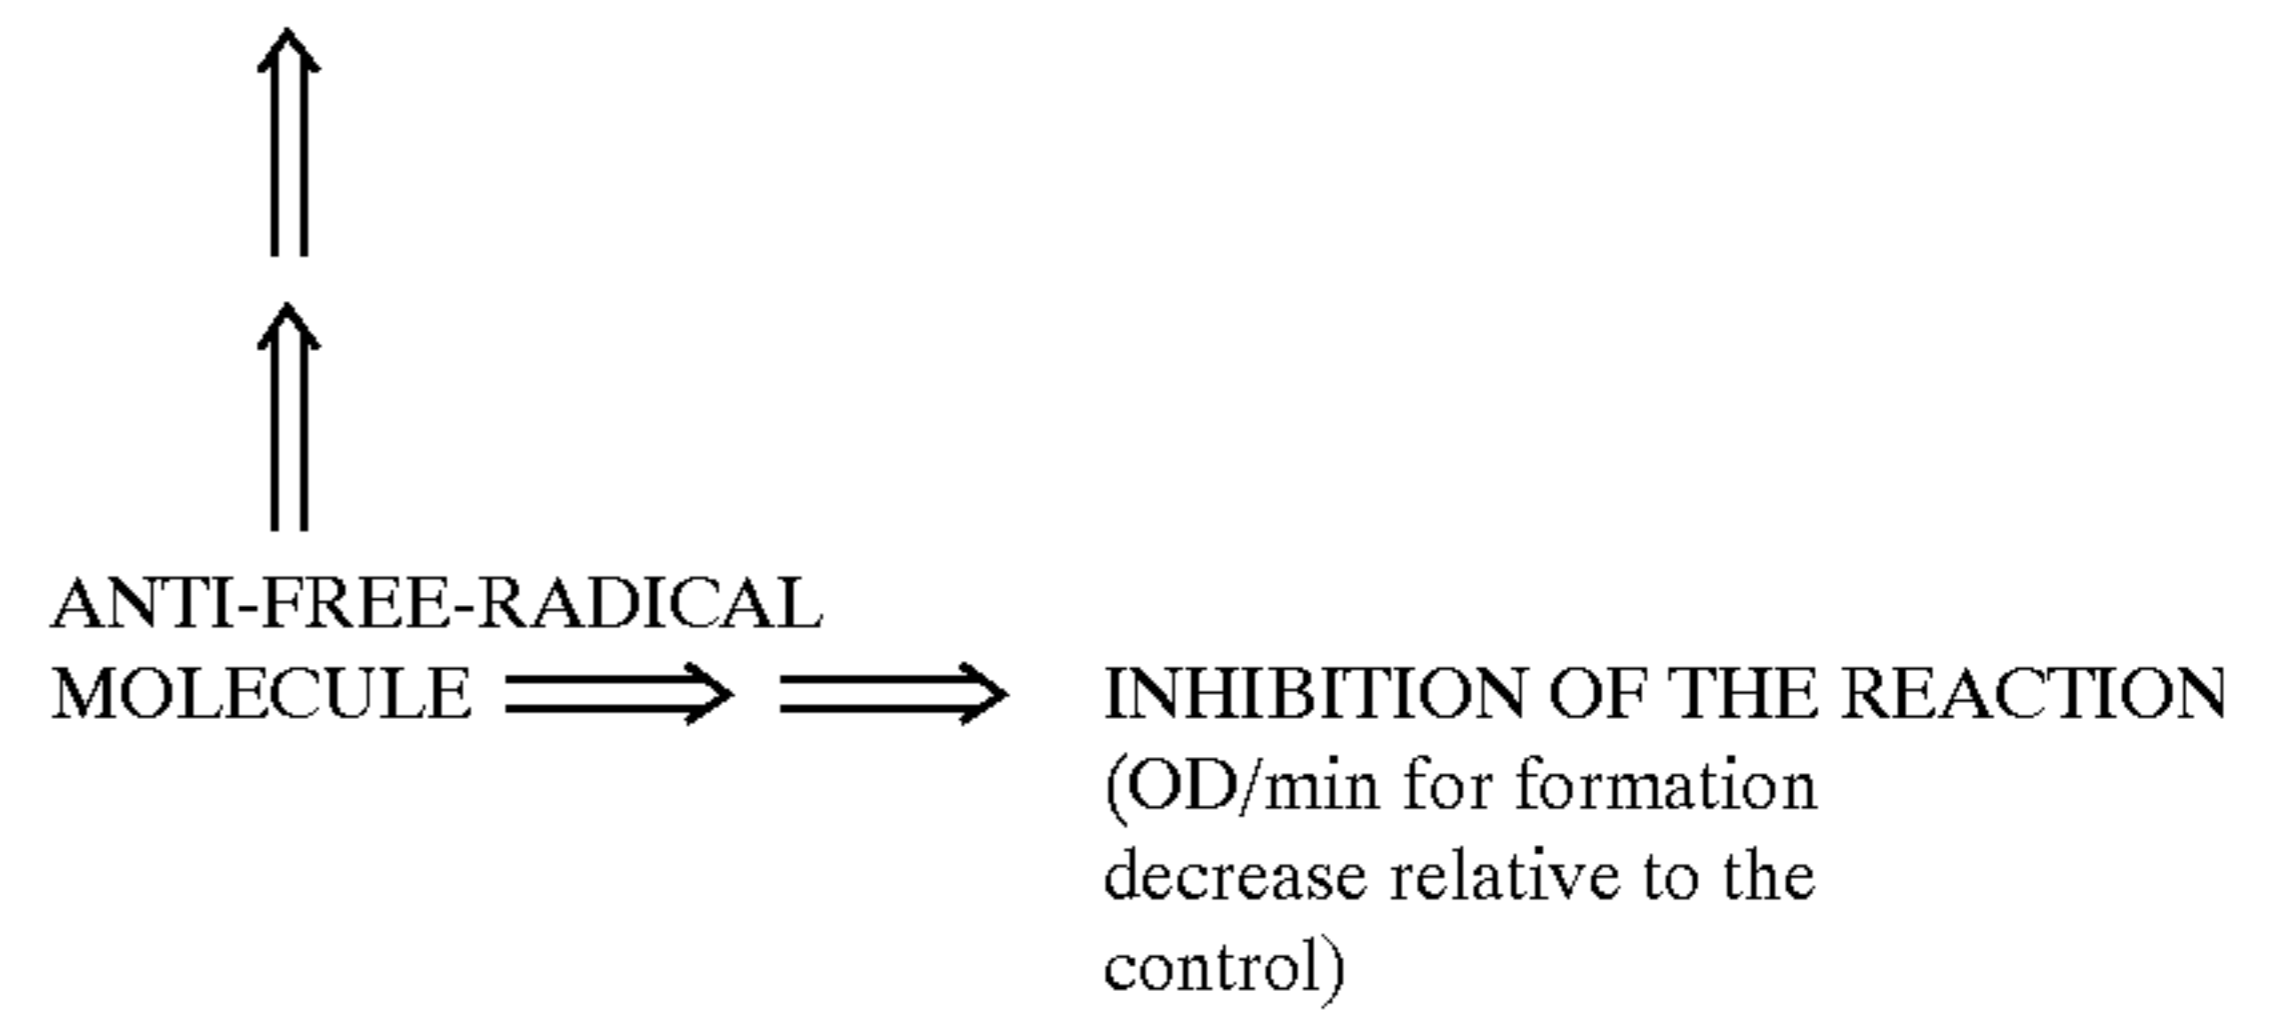 ANTI-FREE-RADICAL
MOLECULE
INHIBITION OF THE REACTION
(OD/min for formation
decrease relative to the
control)